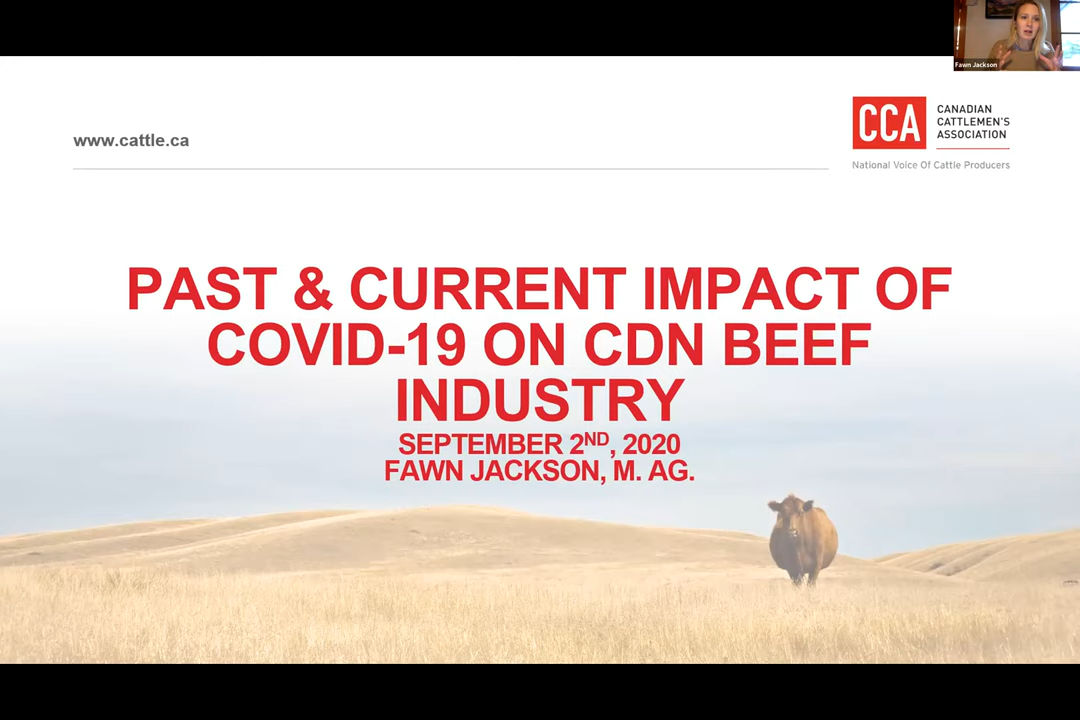 Fawn Jackson
www.cattle.ca
CCA
CANADIAN
CATTLEMEN'S
ASSOCIATION
National Voice Of Cattle Producers
PAST & CURRENT IMPACT OF
COVID-19 ON CDN BEEF
INDUSTRY
SEPTEMBER 2ND, 2020
FAWN JACKSON, M. AG.